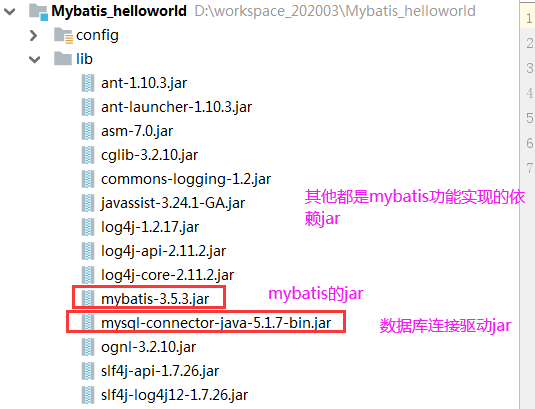 Mybatis_helloworld D:\workspace_202003\Mybatis_helloworld
config
lib
ant-1.10.3.jar
ant-launcher-1.10.3.jar
asm-7.0.jar
cglib-3.2.10.jar
commons-logging-1.2.jar
javassist-3.24.1-GA.jar
log4j-1.2.17.jar
log4j-api-2.11.2.jar
log4j-core-2.11.2.jar
mybatis-3.5.3.jar
mysql-connector-java-5.1.7-bin.jar
ognl-3.2.10.jar
slf4j-api-1.7.26.jar
slf4j-log4j12-1.7.26.jar
其他都是mybatis功能实现的依
赖jar
mybatis的jar
数据库连接驱动jar
1
2
3
4
5
6
7